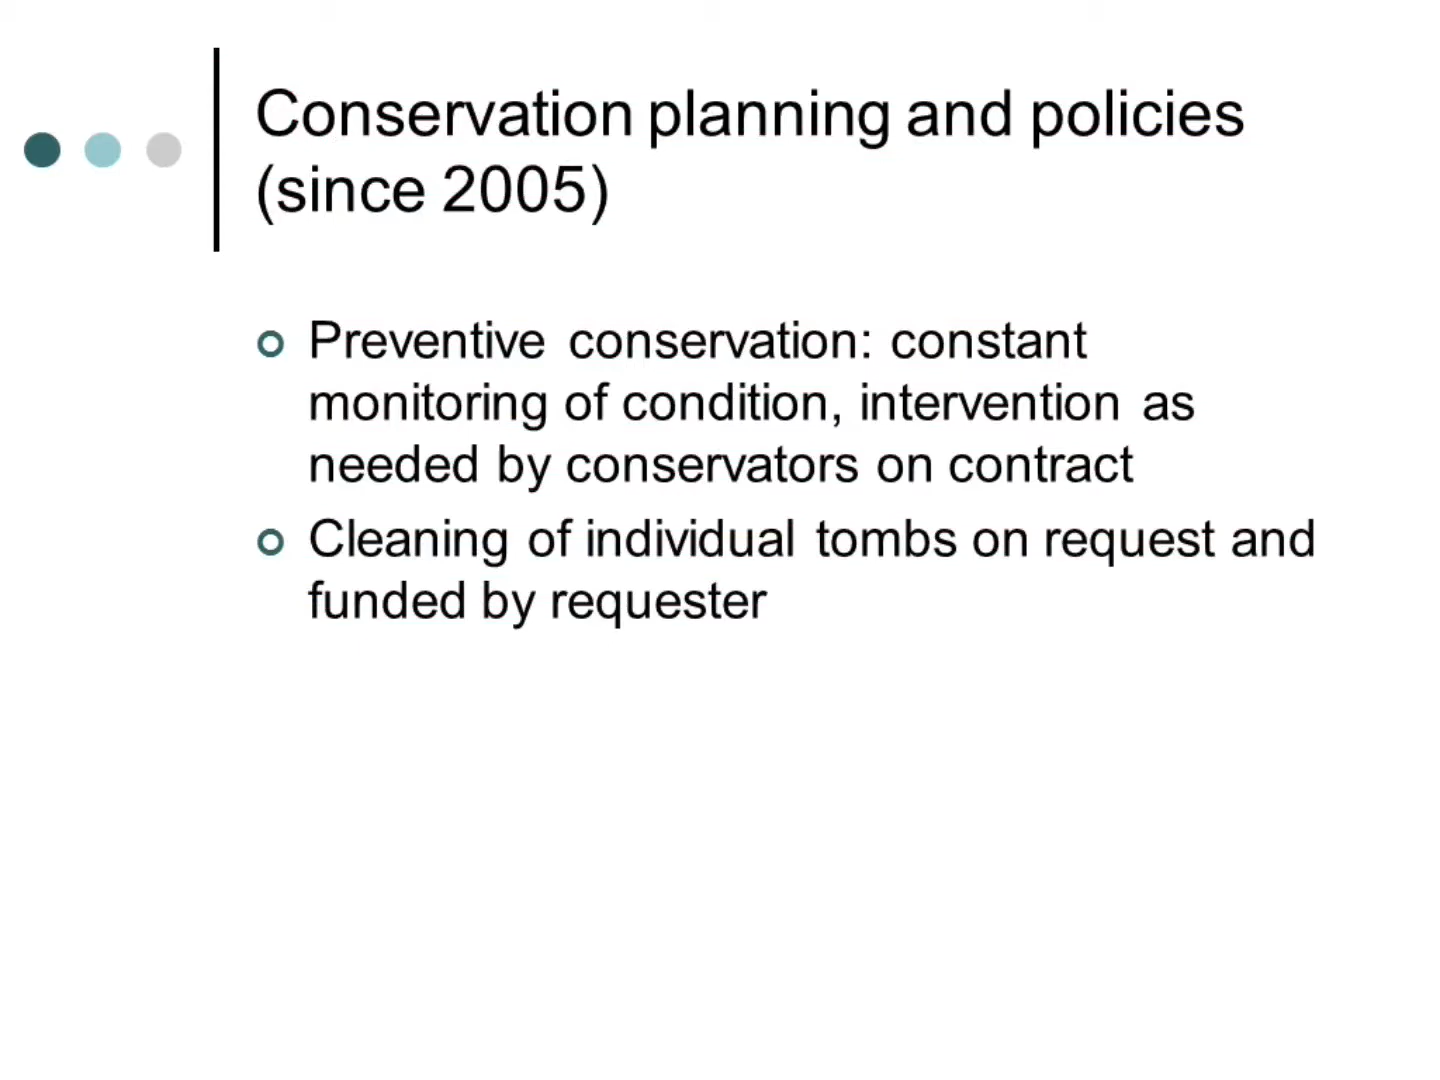 Conservation planning and policies
(since 2005)
Preventive conservation: constant
monitoring of condition, intervention as
needed by conservators on contract
Cleaning of individual tombs on request and
funded by requester